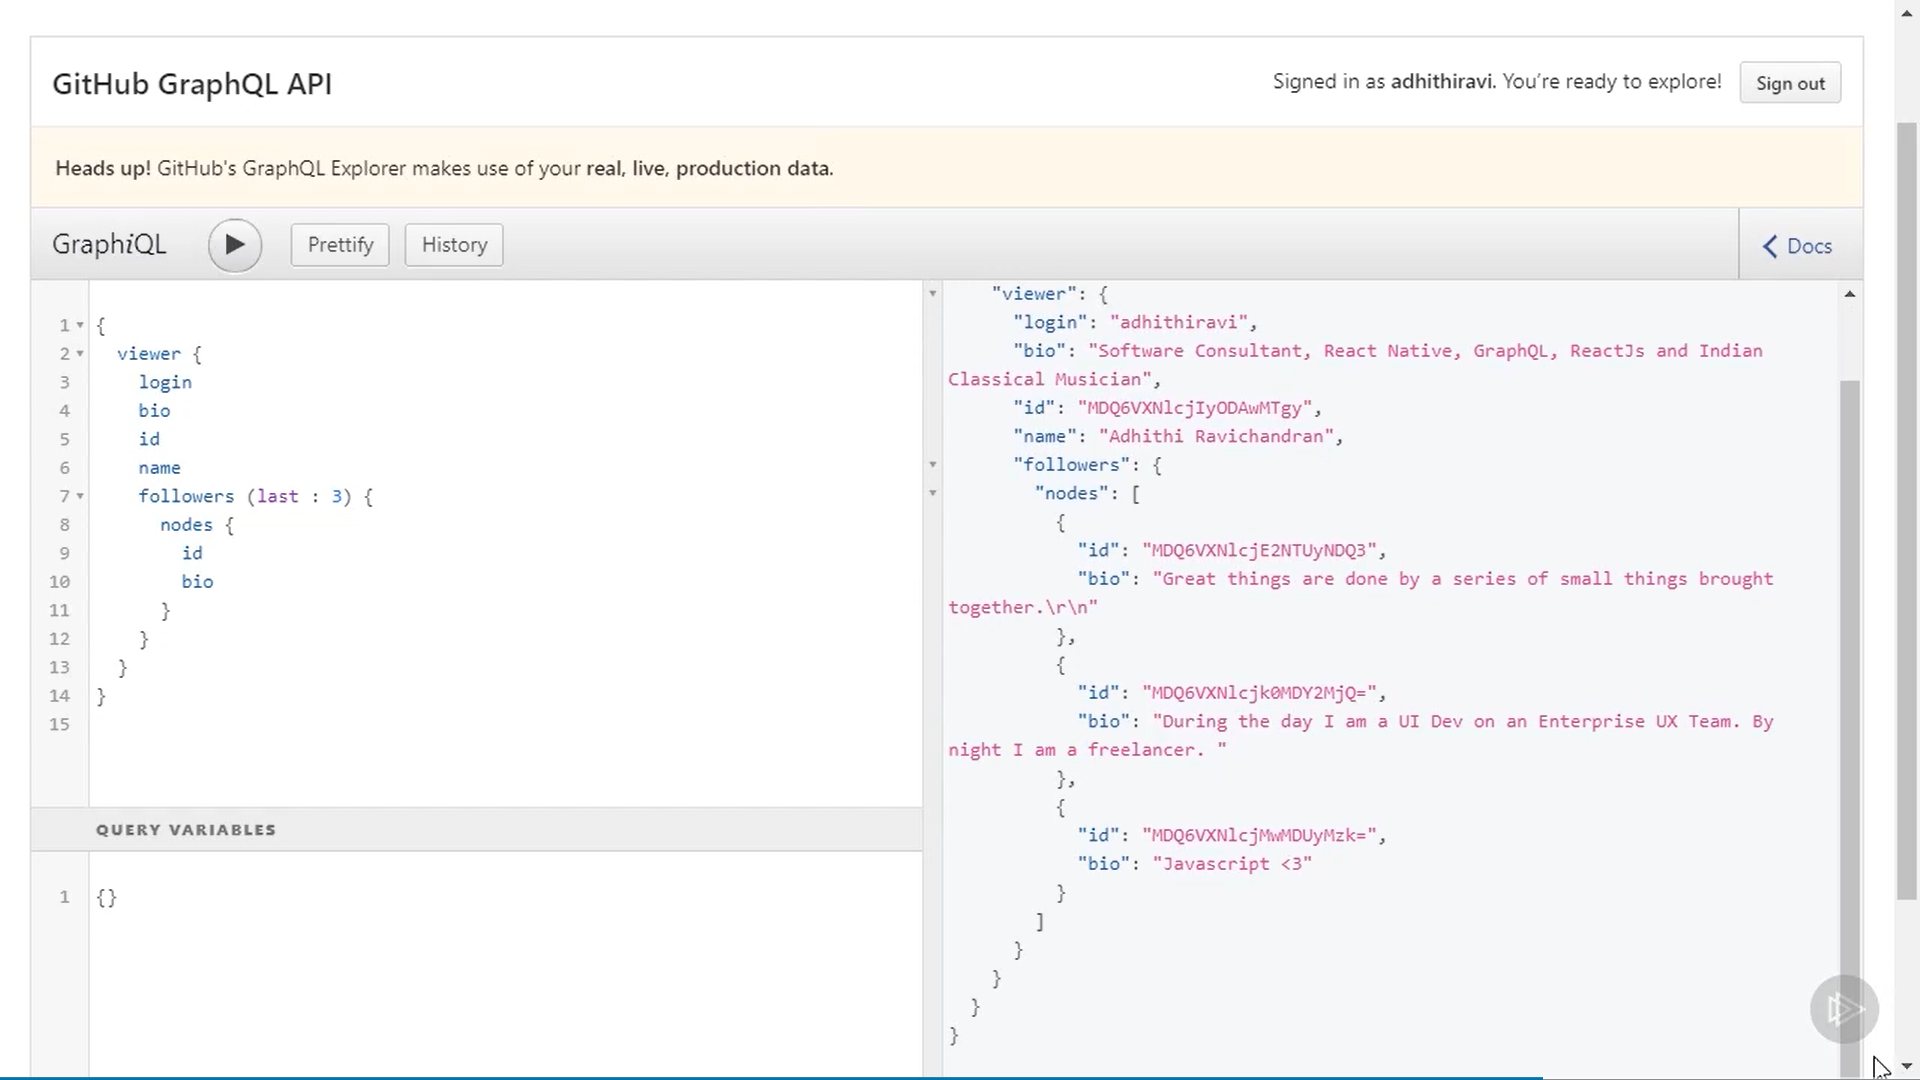 GitHub GraphQL API
Signed in as adhithiravi. You're ready to explore!
Sign out
Heads up! GitHub's GraphQL Explorer makes use of your real, live, production data.
GraphiQL
Prettify
History
Docs
1 {
2 viewer {
3 login
4 bio
5 id
6 name
7 followers (last : 3) {
8 nodes {
9 id
10 bio
11 }
12 }
13 }
14 }
15
QUERY VARIABLES
1 {}
"viewer": {
"login": "adhithiravi",
"bio": "Software Consultant, React Native, GraphQL, ReactJs and Indian
Classical Musician",
"id": "MDQ6VXNlcjIyODAwMTgy",
"name": "Adhithi Ravichandran",
"followers": {
"nodes": [
{
"id": "MDQ6VXNlcjE2NTUyNDQ3",
"bio": "Great things are done by a series of small things brought
together.\r\n"
},
{
"id": "MDQ6VXNlcjk0MDY2MjQ=",
"bio": "During the day I am a UI Dev on an Enterprise UX Team. By
night I am a freelancer. "
},
{
"id": "MDQ6VXNlcjMwMDUyMzk=",
"bio": "Javascript <3"
}
]
}
}
}
}